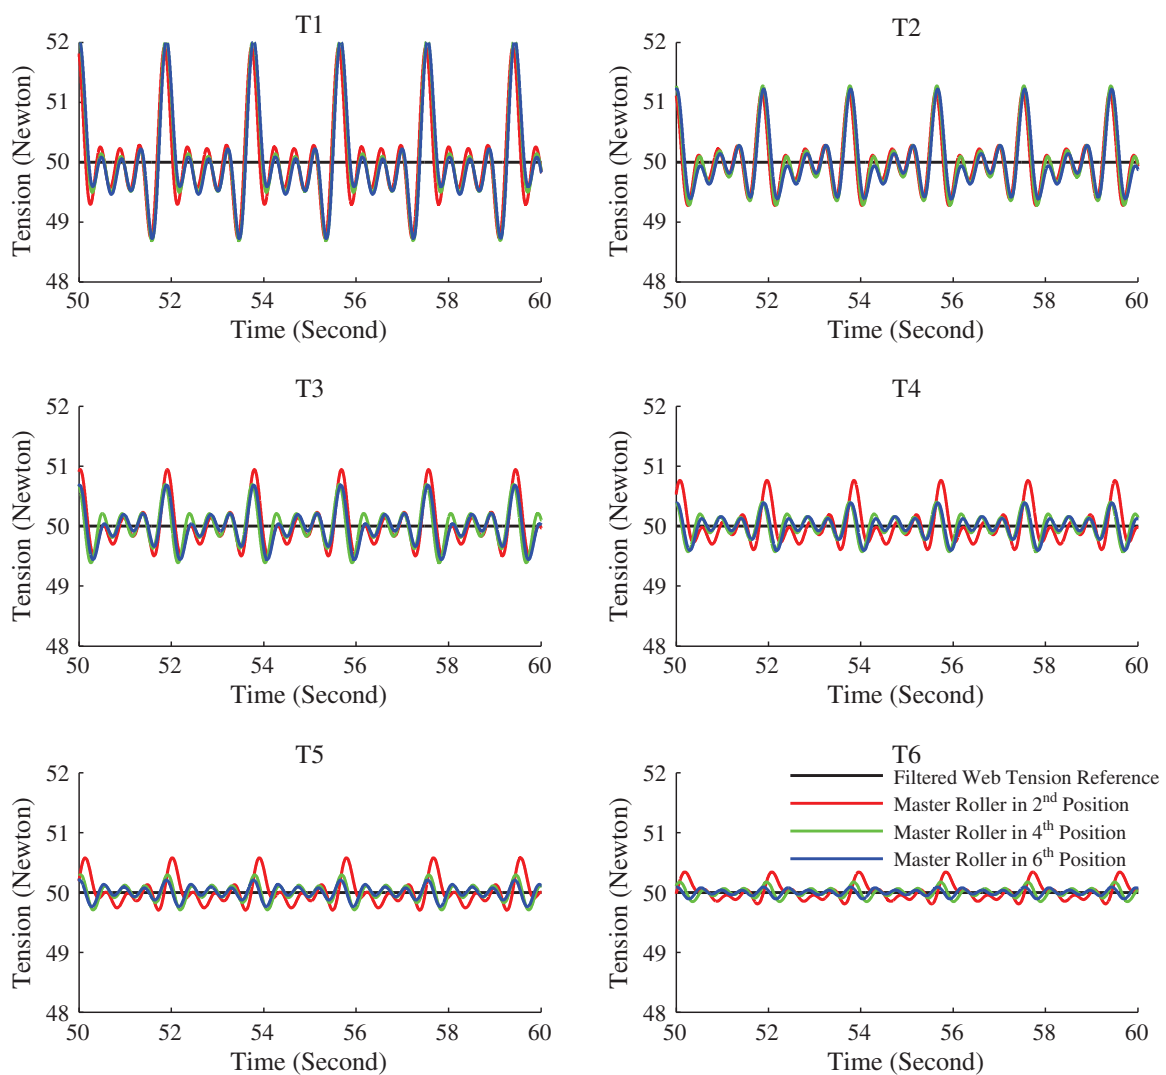 T1
52
51
50
49
48
Tension (Newton)
50 52 54 56 58 60
Time (Second)
T2
52
51
50
49
48
Tension (Newton)
50 52 54 56 58 60
Time (Second)
T3
52
51
50
49
48
Tension (Newton)
50 52 54 56 58 60
Time (Second)
T4
52
51
50
49
48
Tension (Newton)
50 52 54 56 58 60
Time (Second)
T5
52
51
50
49
48
Tension (Newton)
50 52 54 56 58 60
Time (Second)
T6
52
51
50
49
48
Tension (Newton)
Filtered Web Tension Reference
Master Roller in 2nd Position
Master Roller in 4th Position
Master Roller in 6th Position
50 52 54 56 58 60
Time (Second)